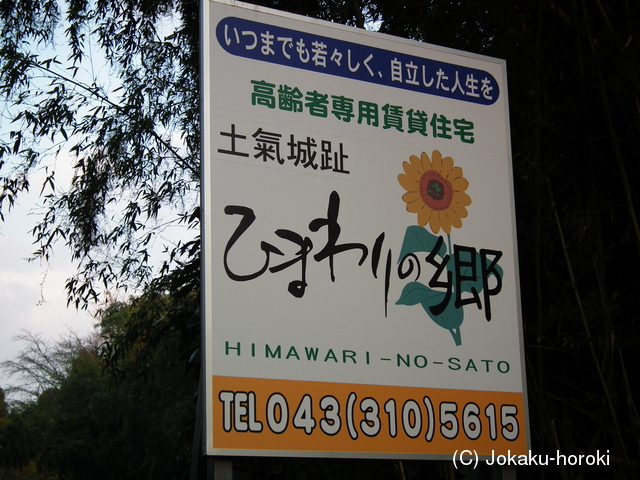 いつまでも若々しく、自立した人生を
高齢者専用賃貸住宅
土氣城趾
ひまわりの郷
HIMAWARI-NO-SATO
TEL043(310)5615
(C) Jokaku-horoki